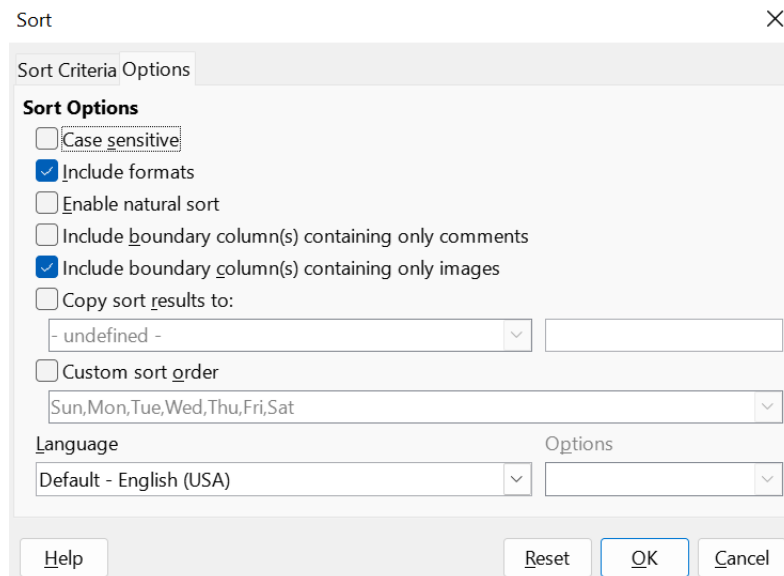 Sort
Sort Criteria Options
Sort Options
Case sensitive
Include formats
Enable natural sort
Include boundary column(s) containing only comments
Include boundary column(s) containing only images
Copy sort results to:
- undefined -
Custom sort order
Sun,Mon,Tue,Wed,Thu,Fri,Sat
Language Options
Default - English (USA)
Help Reset OK Cancel